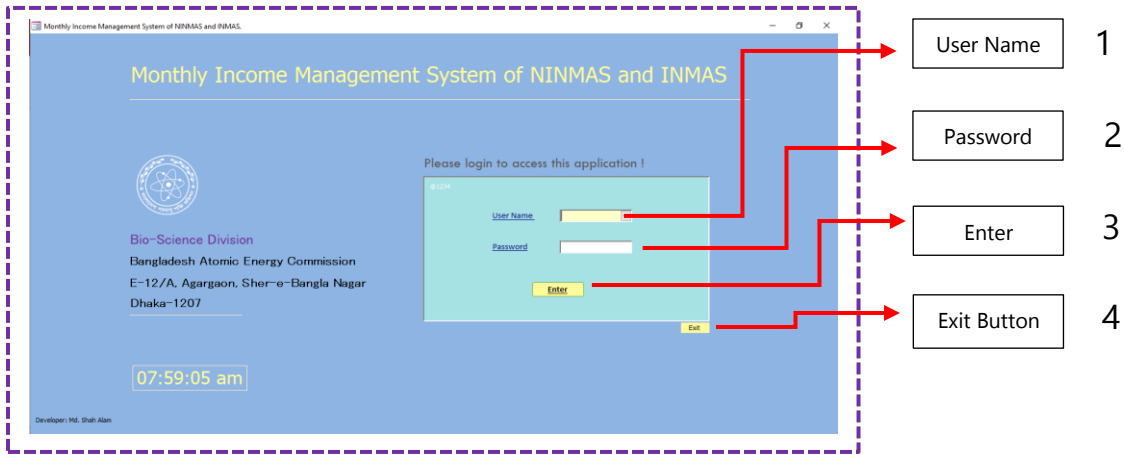 Monthly Income Management System of NINMAS and INMAS.
Monthly Income Management System of NINMAS and INMAS
Please login to access this application !
@1234
User Name
Password
Enter
Exit
Bio-Science Division
Bangladesh Atomic Energy Commission
E-12/A, Agargaon, Sher-e-Bangla Nagar
Dhaka-1207
07:59:05 am
Developer: Md. Shah Alam
User Name 1
Password 2
Enter 3
Exit Button 4